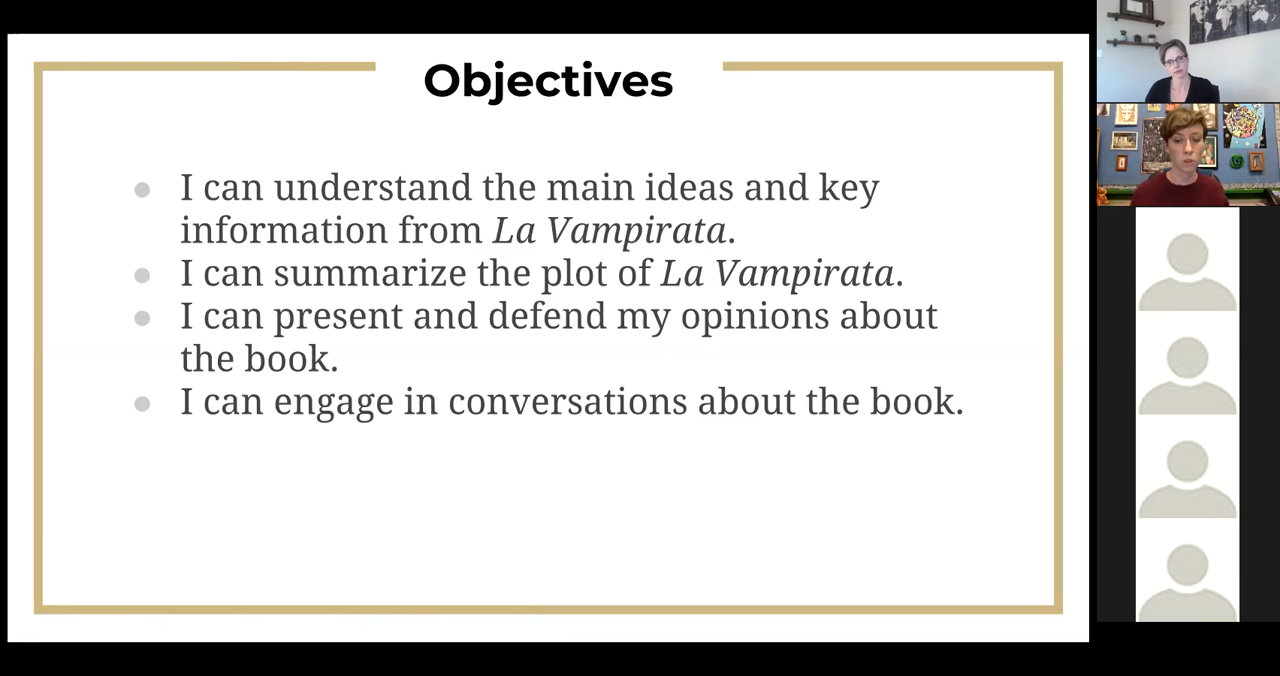 Objectives
I can understand the main ideas and key
information from La Vampirata.
I can summarize the plot of La Vampirata.
I can present and defend my opinions about
the book.
I can engage in conversations about the book.